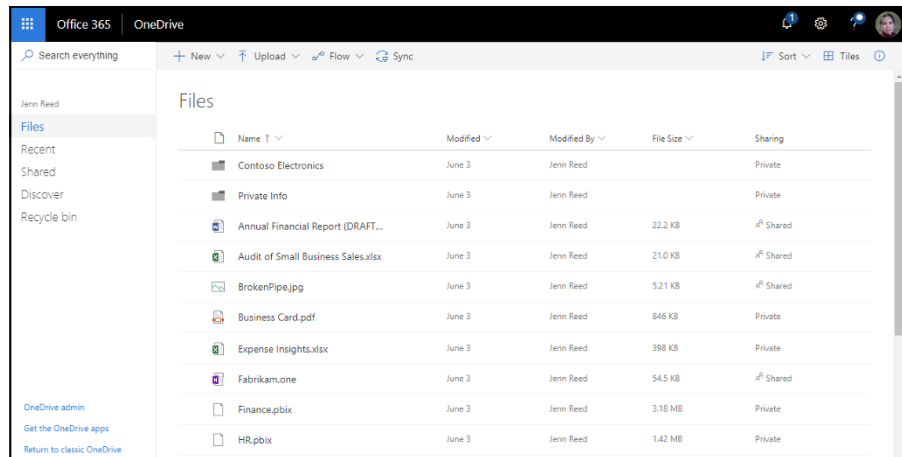 Office 365 OneDrive 1
Search everything New Upload Flow Sync Sort Tiles
Jenn Reed
Files
Recent
Shared
Discover
Recycle bin
OneDrive admin
Get the OneDrive apps
Return to classic OneDrive
Files
Name Modified Modified By File Size Sharing
Contoso Electronics June 3 Jenn Reed Private
Private Info June 3 Jenn Reed Private
Annual Financial Report (DRAFT... June 3 Jenn Reed 22.2 KB Shared
Audit of Small Business Sales.xlsx June 3 Jenn Reed 21.0 KB Shared
BrokenPipe.jpg June 3 Jenn Reed 5.21 KB Shared
Business Card.pdf June 3 Jenn Reed 846 KB Private
Expense Insights.xlsx June 3 Jenn Reed 398 KB Private
Fabrikam.one June 3 Jenn Reed 54.5 KB Shared
Finance.pbix June 3 Jenn Reed 3.18 MB Private
HR.pbix June 3 Jenn Reed 1.42 MB Private